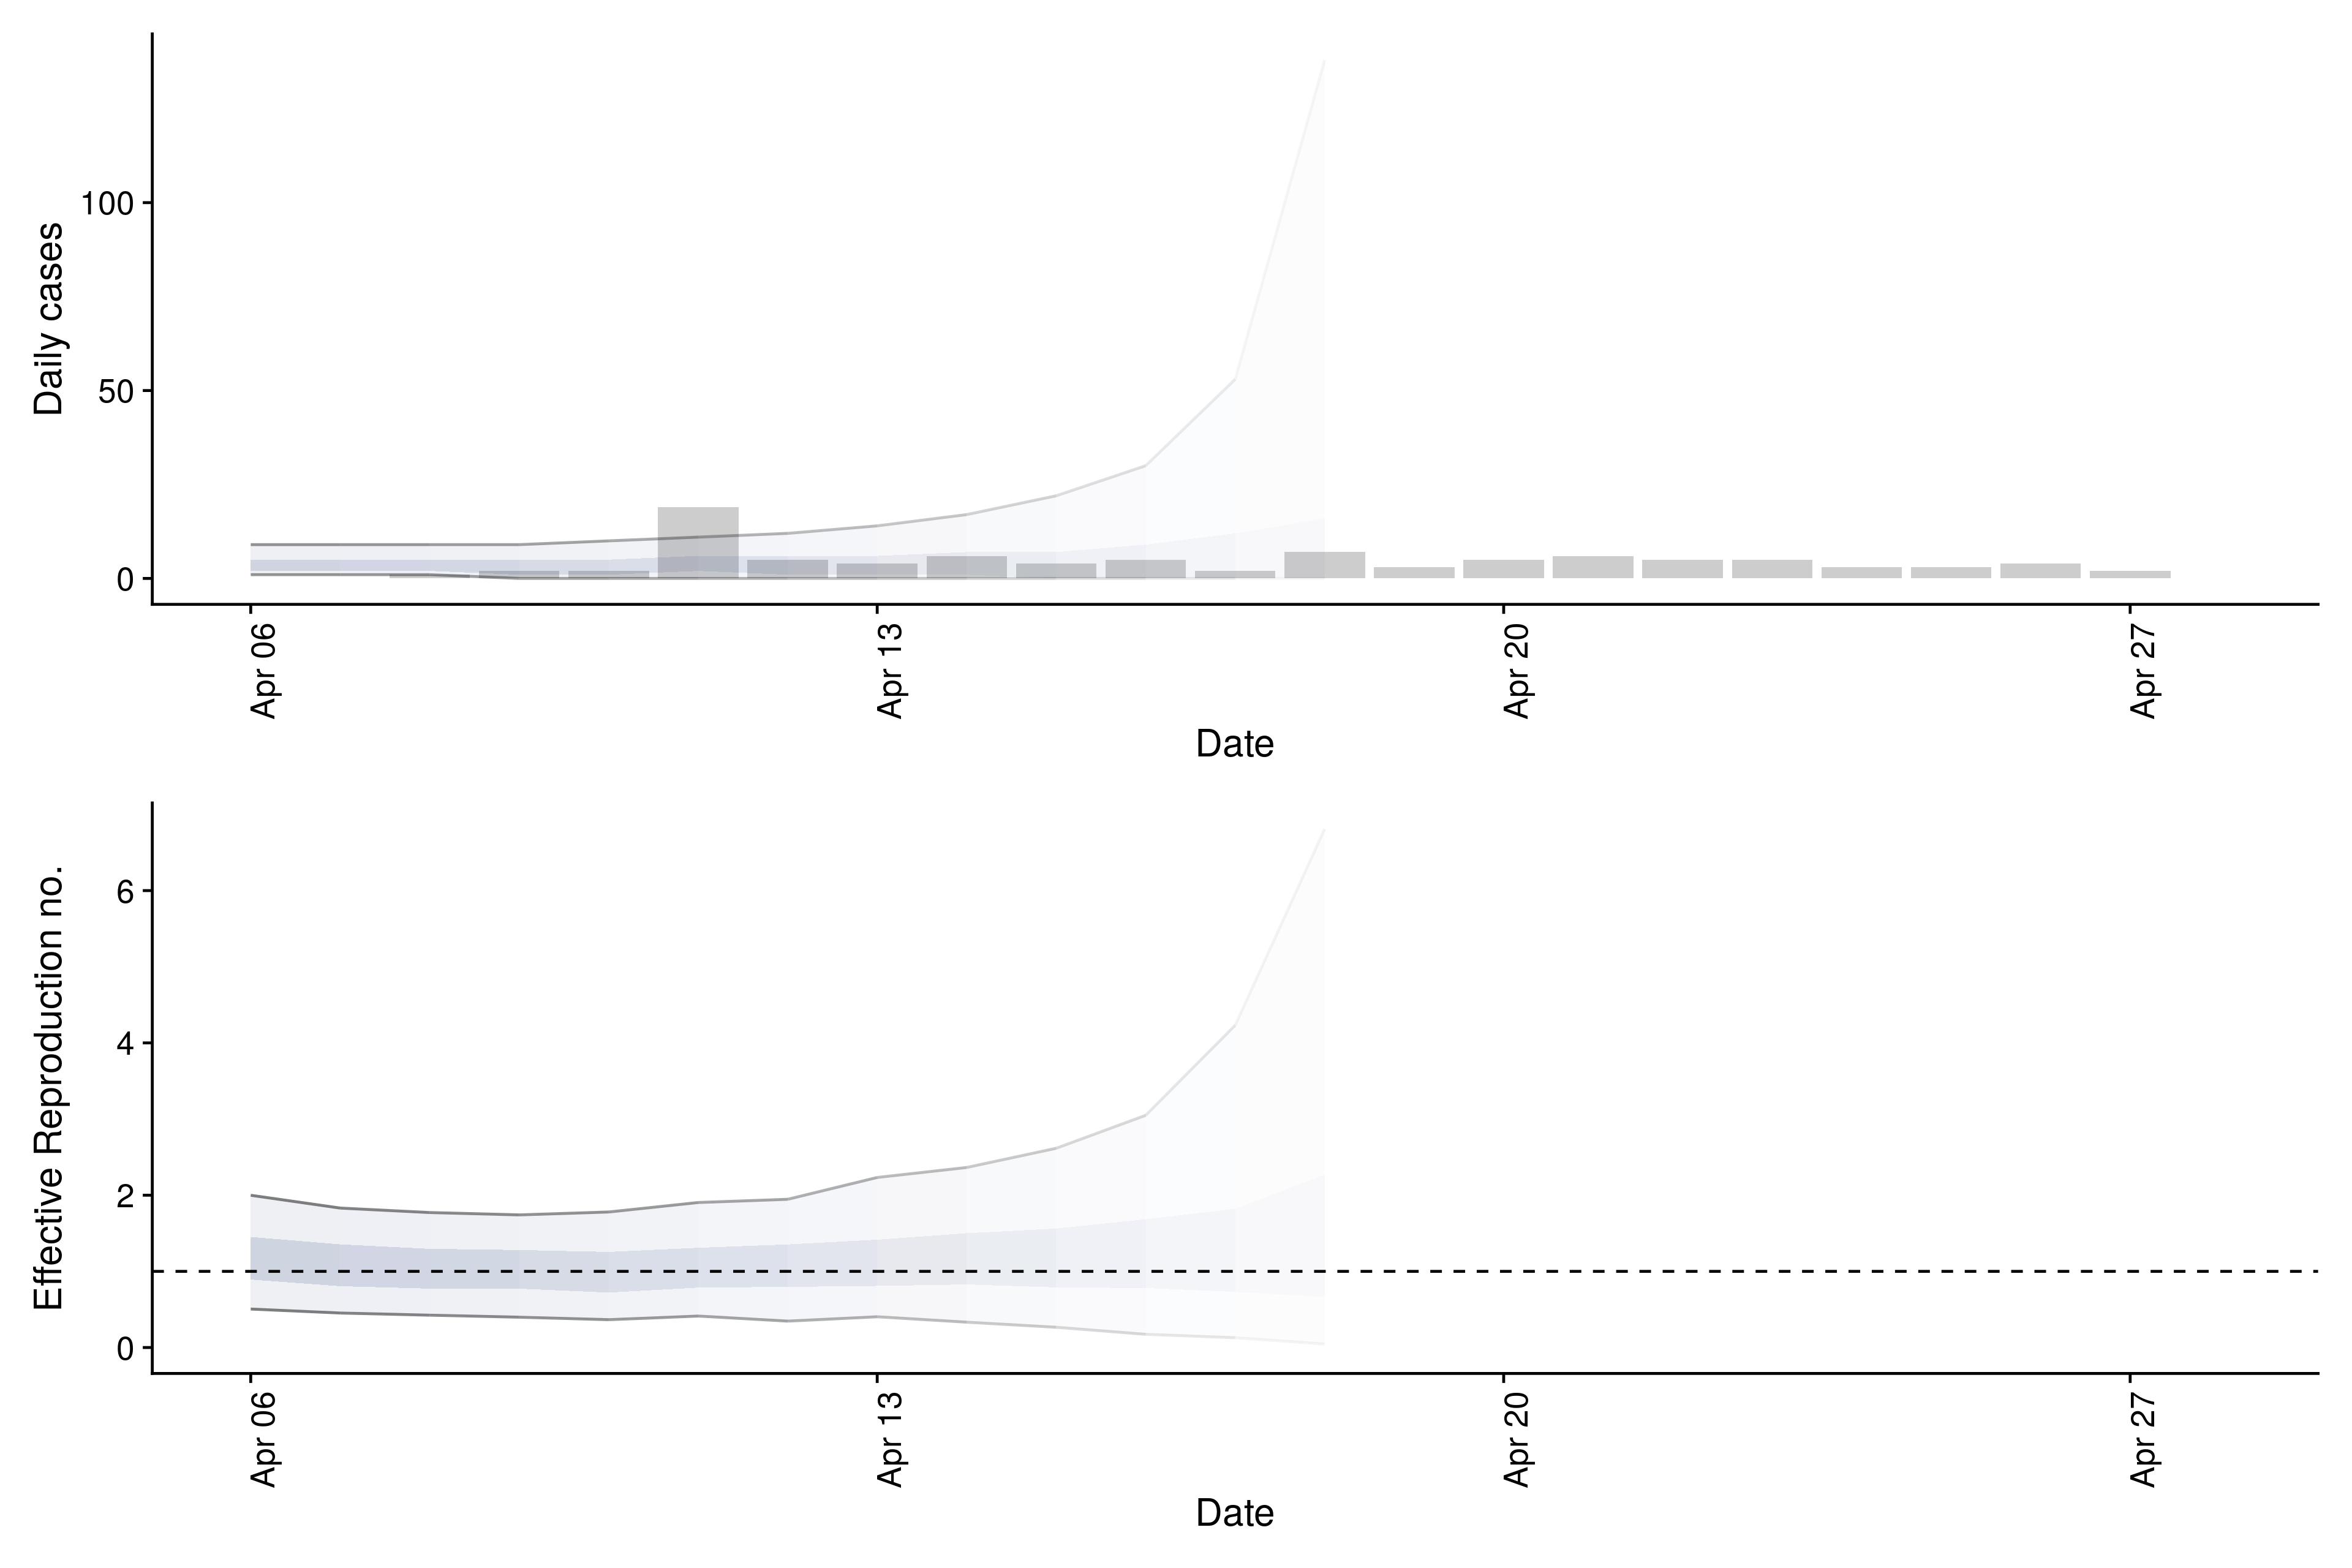 Daily cases
100
50
0
Apr 06
Apr 13
Apr 20
Apr 27
Date
Effective Reproduction no.
6
4
2
0
Apr 06
Apr 13
Apr 20
Apr 27
Date